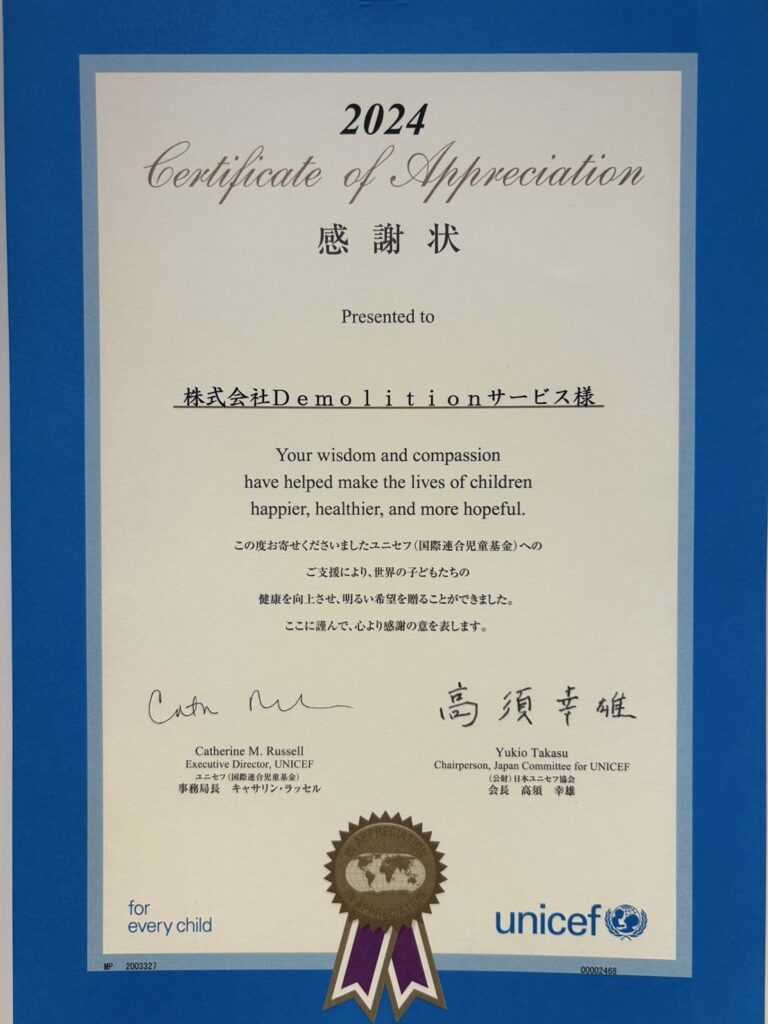 2024
Certificate of Appreciation
感謝状
Presented to
株式会社Ｄｅｍｏｌｉｔｉｏｎサービス様
Your wisdom and compassion
have helped make the lives of children
happier, healthier, and more hopeful.
この度お寄せくださいましたユニセフ(国際連合児童基金)への
ご支援により、世界の子どもたちの
健康を向上させ、明るい希望を贈ることができました。
ここに謹んで、心より感謝の意を表します。
高須幸雄
Catherine M. Russell
Executive Director, UNICEF
ユニセフ(国際連合児童基金)
事務局長 キャサリン・ラッセル
Yukio Takasu
Chairperson, Japan Committee for UNICEF
(公財)日本ユニセフ協会
会長 高須 幸雄
IN APPRECIATION
IN APPRECIATION
for
every child
unicef
MP 2003327
00002468